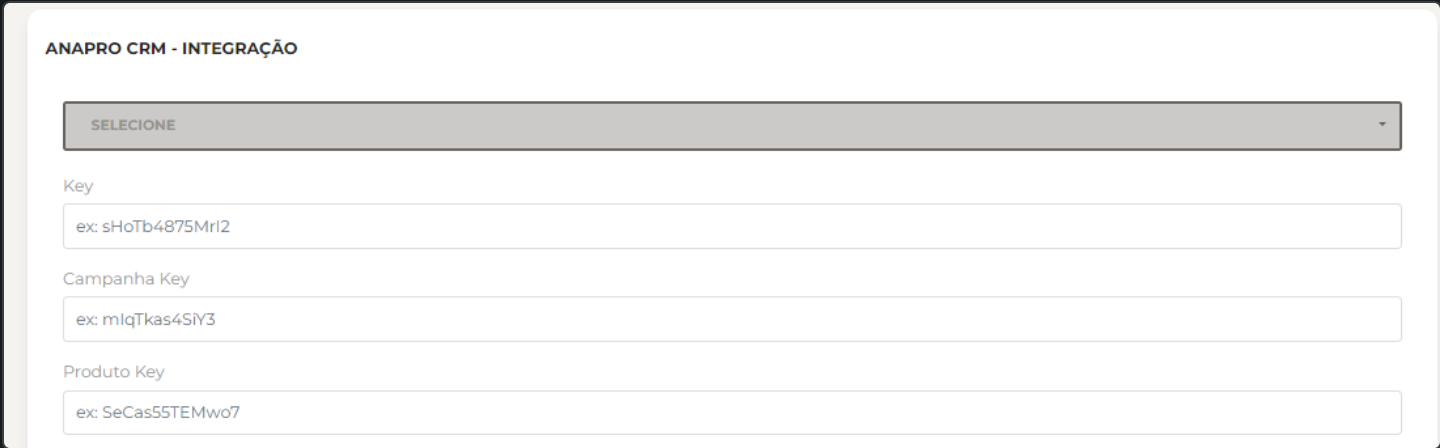 ANAPRO CRM - INTEGRAÇÃO
SELECIONE
Key
ex: sHoTb4875MrI2
Campanha Key
ex: mIqTkas4SiY3
Produto Key
ex: SeCas55TEMwo7